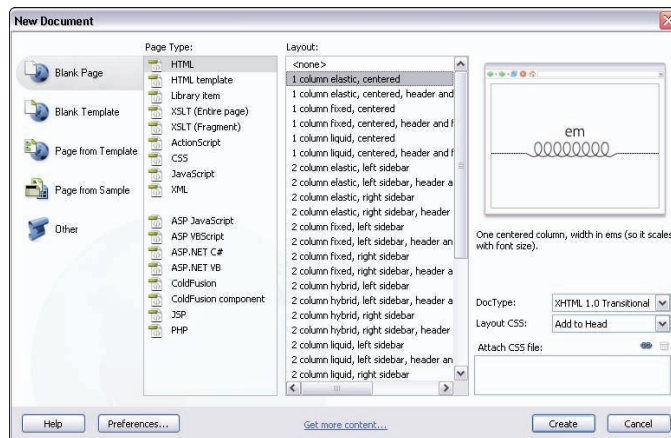 New Document
Blank Page
Blank Template
Page from Template
Page from Sample
Other
Page Type:
HTML
HTML template
Library item
XSLT (Entire page)
XSLT (Fragment)
ActionScript
CSS
JavaScript
XML
ASP JavaScript
ASP VBScript
ASP.NET C#
ASP.NET VB
ColdFusion
ColdFusion component
JSP
PHP
Layout:
<none>
1 column elastic, centered
1 column elastic, centered, header and
1 column fixed, centered
1 column fixed, centered, header and f
1 column liquid, centered
1 column liquid, centered, header and f
2 column elastic, left sidebar
2 column elastic, left sidebar, header a
2 column elastic, right sidebar
2 column elastic, right sidebar, header
2 column fixed, left sidebar
2 column fixed, left sidebar, header an
2 column fixed, right sidebar
2 column fixed, right sidebar, header a
2 column hybrid, left sidebar
2 column hybrid, left sidebar, header a
2 column hybrid, right sidebar
2 column hybrid, right sidebar, header
2 column liquid, left sidebar
2 column liquid, left sidebar, header an
2 column liquid, right sidebar
em
One centered column, width in ems (so it scales
with font size).
DocType: XHTML 1.0 Transitional
Layout CSS: Add to Head
Attach CSS file:
Help Preferences... Get more content... Create Cancel